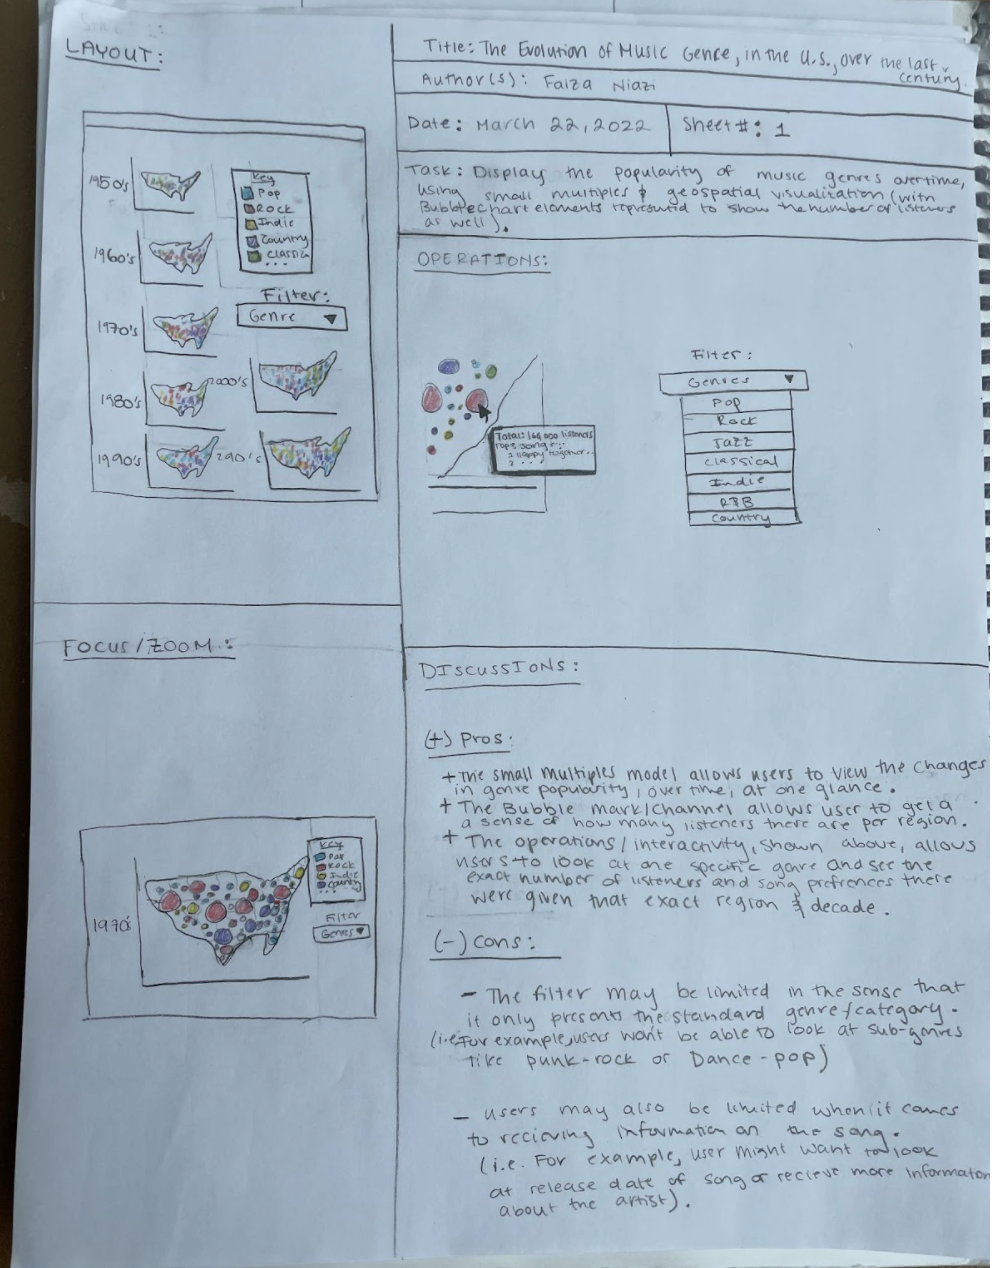 LAYOUT:
1950's
1960's
1970's
1980's
1990's
2000's
Key
Pop
Rock
Indie
Country
Classic
...
Filter:
Genre
Title: The Evolution of Music Genre, in the U.S., over the last
century.
Author(s): Faiza Niazi
Date: March 22, 2022
Sheet #: 1
Task: Display the popularity of music genres overtime,
using small multiples & geospatial visualization (with
Bubblechart elements represented to show the number of listeners
as well).
OPERATIONS:
Total: 160,000 listeners
song
1 Happy together..
2 ...
Filter:
Genres
Pop
Rock
Jazz
Classical
Indie
R&B
Country
FOCUS/ZOOM:
1970's
Key
Pop
Rock
Indie
Country
...
Filter
Genres
DISCUSSIONS:
(+) Pros:
+ The small multiples model allows users to view the changes
in genre popularity, over time, at one glance.
+ The Bubble mark/channel allows user to get a
a sense of how many listeners there are per region.
+ The operations/interactivity, shown above, allows
users to look at one specific genre and see the
exact number of listeners and song prefrences there
were given that exact region & decade.
(-) Cons:
- The filter may be limited in the sense that
it only presents the standard genre/category.
(i.e. For example, users won't be able to look at sub-genres
like punk-rock or Dance-pop)
- Users may also be limited when it comes
to recieving information on the song.
(i.e. For example, user might want to look
at release date of song or recieve more information
about the artist).